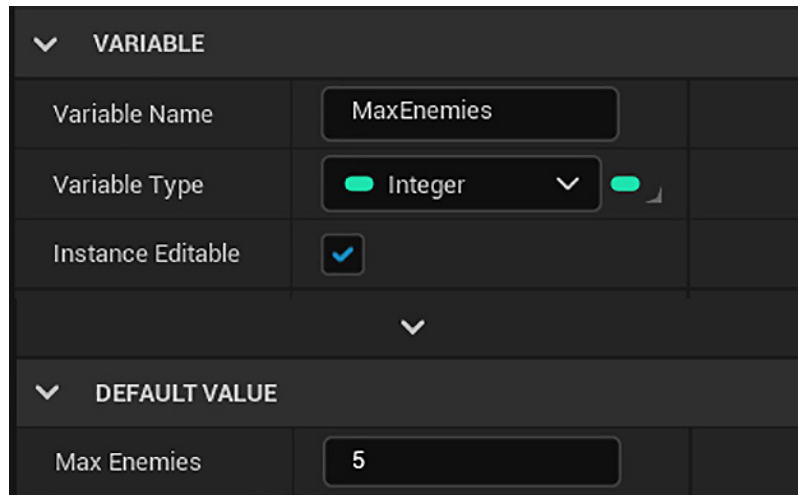 VARIABLE
Variable Name MaxEnemies
Variable Type Integer
Instance Editable
DEFAULT VALUE
Max Enemies 5